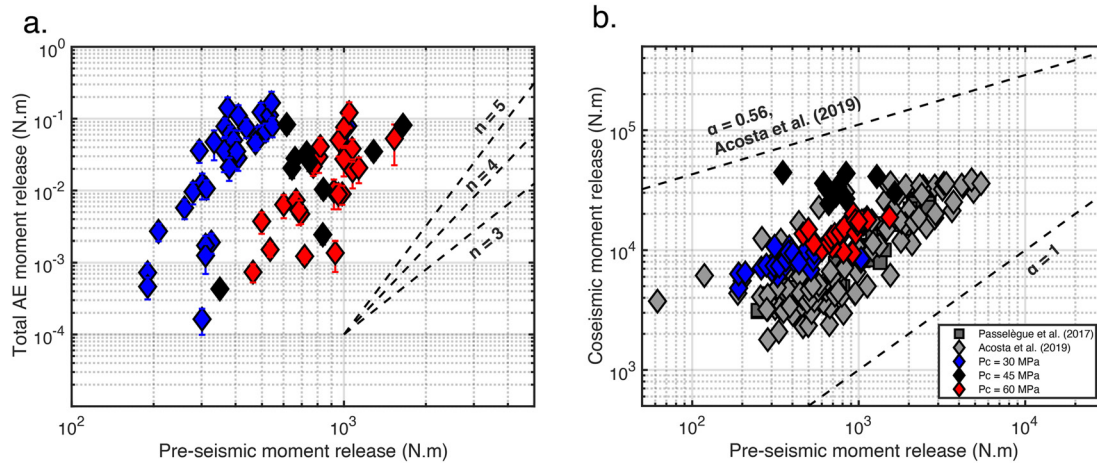 a.
Total AE moment release (N.m)
10^0
10^-1
10^-2
10^-3
10^-4
n = 5
n = 4
n = 3
10^2
10^3
Pre-seismic moment release (N.m)
b.
Coseismic moment release (N.m)
10^5
10^4
10^3
α = 0.56,
Acosta et al. (2019)
α = 1
Passelègue et al. (2017)
Acosta et al. (2019)
Pc = 30 MPa
Pc = 45 MPa
Pc = 60 MPa
10^2
10^3
10^4
Pre-seismic moment release (N.m)